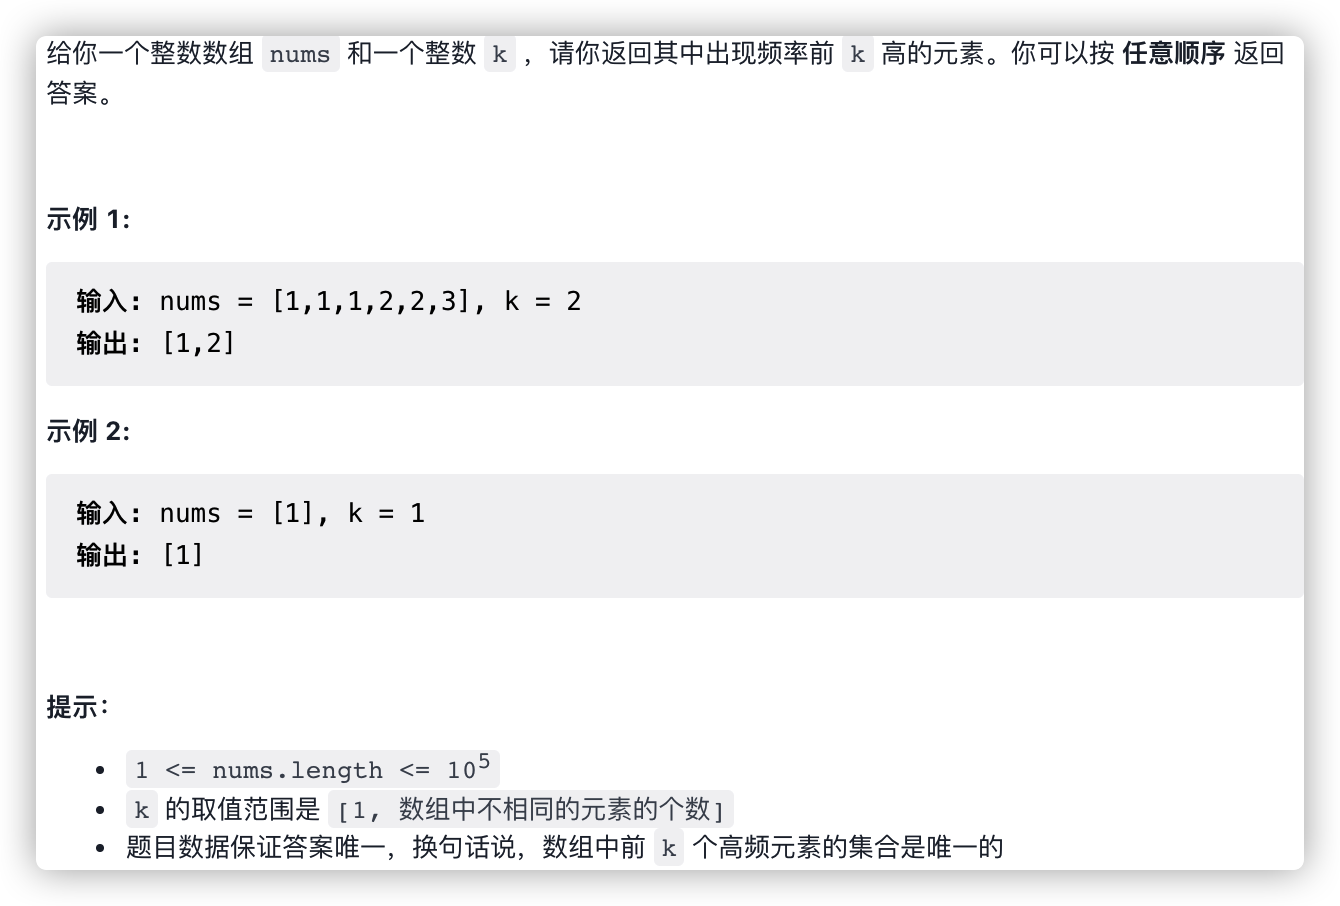 给你一个整数数组 nums 和一个整数 k ，请你返回其中出现频率前 k 高的元素。你可以按 任意顺序 返回
答案。
示例 1:
输入: nums = [1,1,1,2,2,3], k = 2
输出: [1,2]
示例 2:
输入: nums = [1], k = 1
输出: [1]
提示：
• 1 <= nums.length <= 10⁵
• k 的取值范围是 [1, 数组中不相同的元素的个数]
• 题目数据保证答案唯一，换句话说，数组中前 k 个高频元素的集合是唯一的